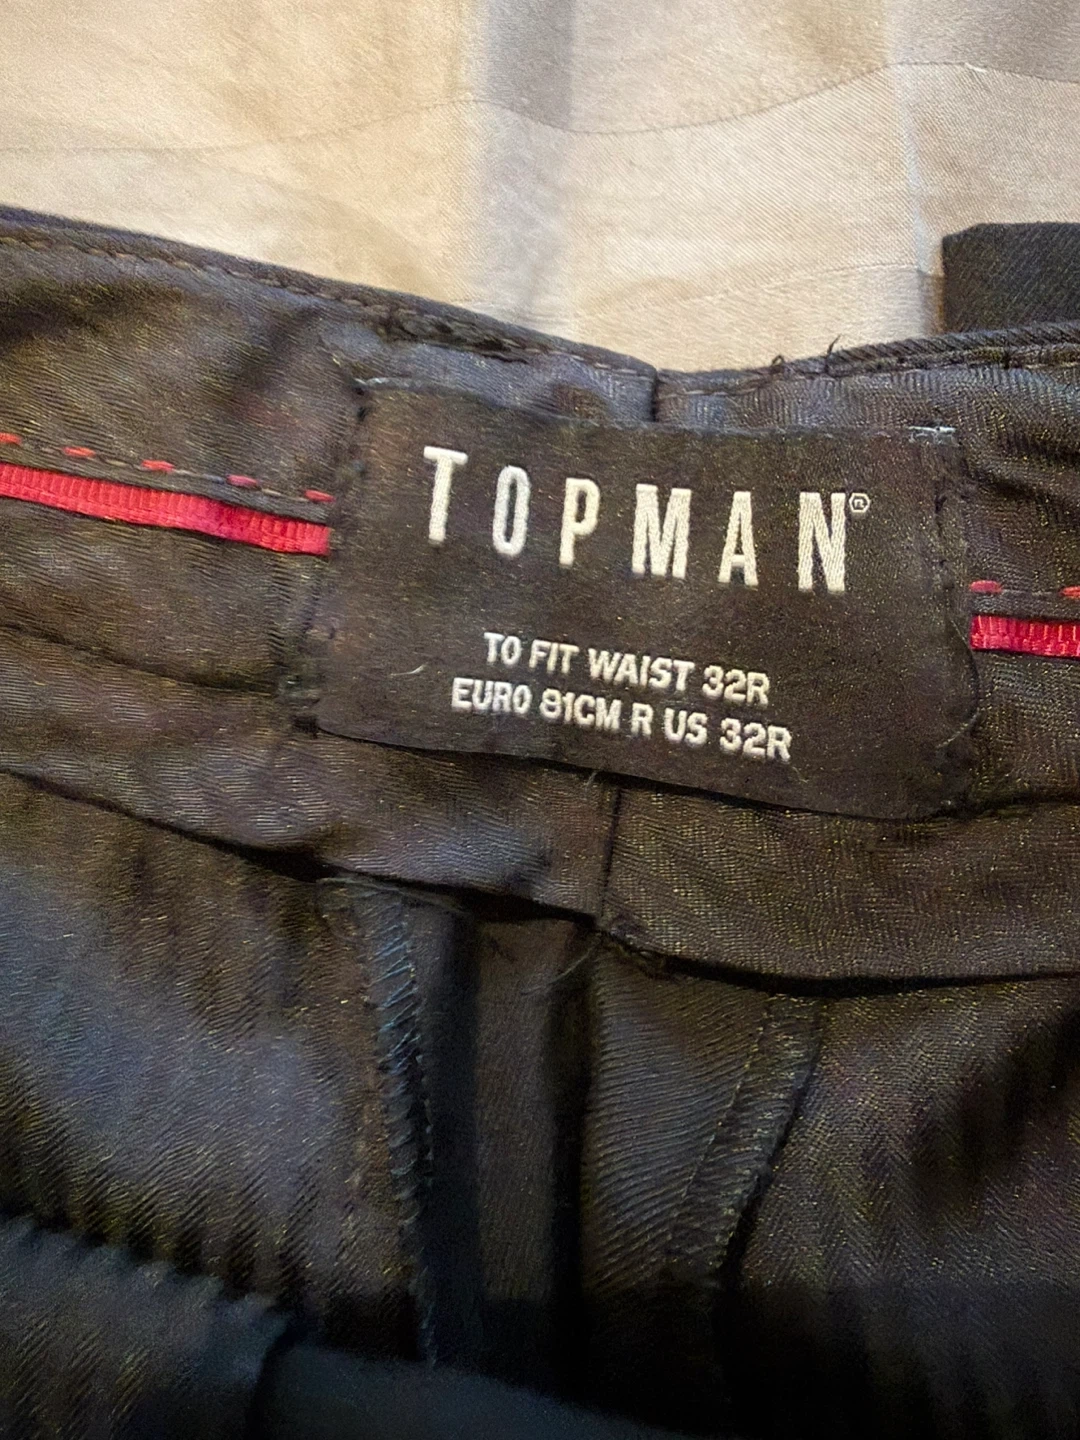 TOPMAN®
TO FIT WAIST 32R
EURO 81CM R US 32R